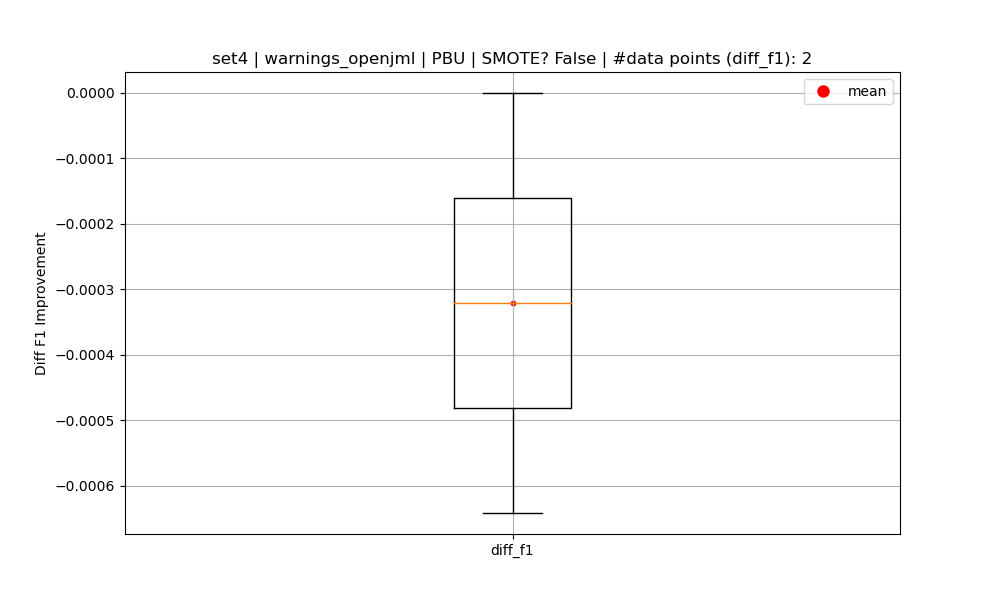 set4 | warnings_openjml | PBU | SMOTE? False | #data points (diff_f1): 2
mean
Diff F1 Improvement
0.0000
−0.0001
−0.0002
−0.0003
−0.0004
−0.0005
−0.0006
diff_f1